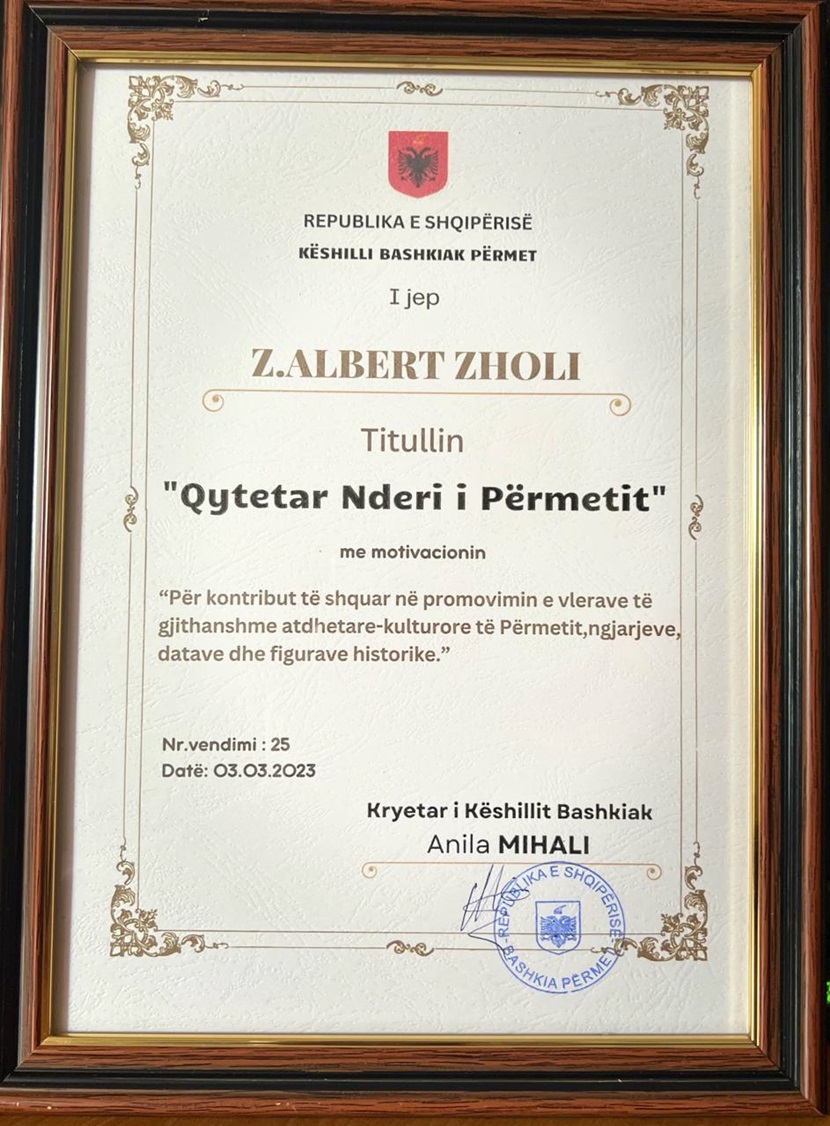 REPUBLIKA E SHQIPËRISË
KËSHILLI BASHKIAK PËRMET
I jep
Z.ALBERT ZHOLI
Titullin
"Qytetar Nderi i Përmetit"
me motivacionin
“Për kontribut të shquar në promovimin e vlerave të
gjithanshme atdhetare-kulturore të Përmetit,ngjarjeve,
datave dhe figurave historike.”
Nr.vendimi : 25
Datë: 03.03.2023
Kryetar i Këshillit Bashkiak
Anila MIHALI
REPUBLIKA E SHQIPËRISË
BASHKIA PËRMET